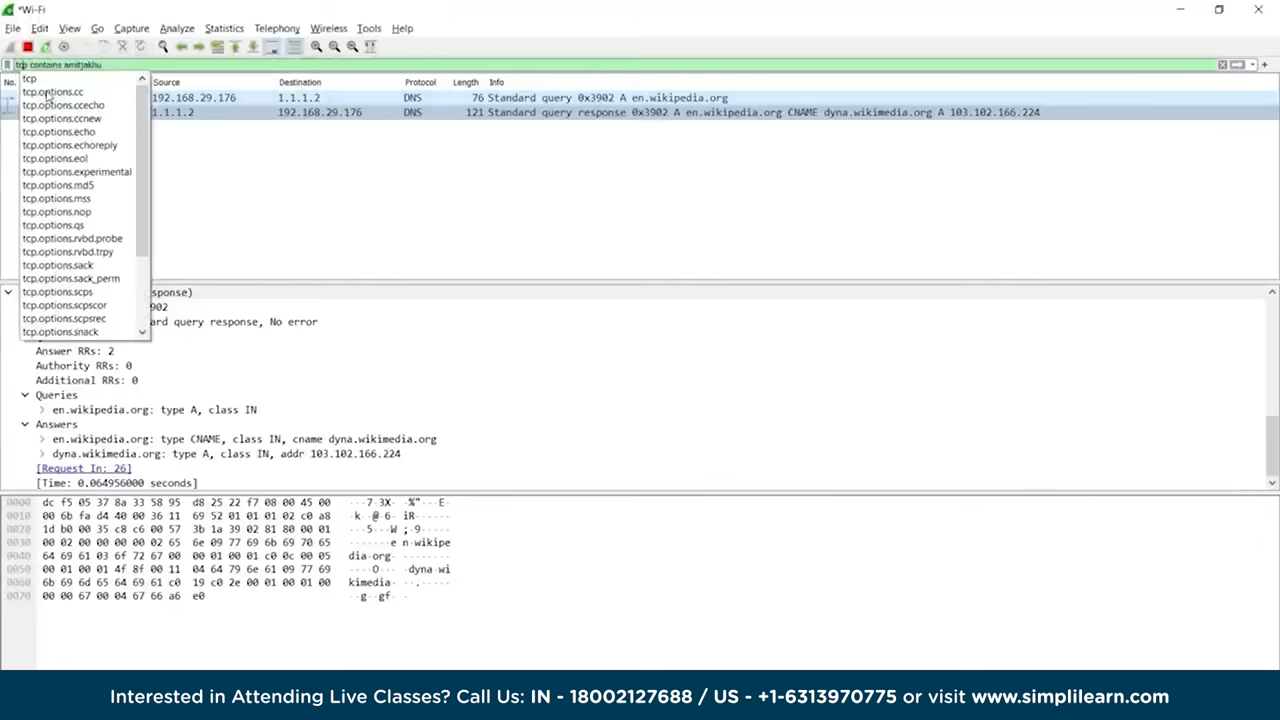 *Wi-Fi
File Edit View Go Capture Analyze Statistics Telephony Wireless Tools Help
tcp contains amitjakhu
No. Source Destination Protocol Length Info
192.168.29.176 1.1.1.2 DNS 76 Standard query 0x3902 A en.wikipedia.org
1.1.1.2 192.168.29.176 DNS 121 Standard query response 0x3902 A en.wikipedia.org CNAME dyna.wikimedia.org A 103.102.166.224
tcp
tcp.options.cc
tcp.options.ccecho
tcp.options.ccnew
tcp.options.echo
tcp.options.echoreply
tcp.options.eol
tcp.options.experimental
tcp.options.md5
tcp.options.mss
tcp.options.nop
tcp.options.qs
tcp.options.rvbd.probe
tcp.options.rvbd.trpy
tcp.options.sack
tcp.options.sack_perm
tcp.options.scps
tcp.options.scpscor
tcp.options.scpsrec
tcp.options.snack
sponse)
902
ard query response, No error
Answer RRs: 2
Authority RRs: 0
Additional RRs: 0
Queries
en.wikipedia.org: type A, class IN
Answers
en.wikipedia.org: type CNAME, class IN, cname dyna.wikimedia.org
dyna.wikimedia.org: type A, class IN, addr 103.102.166.224
[Request In: 26]
[Time: 0.064956000 seconds]
0000 dc f5 05 37 8a 33 58 95 d8 25 22 f7 08 00 45 00 ···7·3X· ·%"···E·
0010 00 6b fa d4 40 00 36 11 69 52 01 01 01 02 c0 a8 ·k··@·6· iR······
0020 1d b0 00 35 c8 c6 00 57 3b 1a 39 02 81 80 00 01 ···5···W ;·9·····
0030 00 02 00 00 00 00 02 65 6e 09 77 69 6b 69 70 65 ·······e n·wikipe
0040 64 69 61 03 6f 72 67 00 00 01 00 01 c0 0c 00 05 dia·org· ········
0050 00 01 00 01 4f 8f 00 11 04 64 79 6e 61 09 77 69 ····O··· ·dyna·wi
0060 6b 69 6d 65 64 69 61 c0 19 c0 2e 00 01 00 01 00 kimedia· ··.·····
0070 00 00 67 00 04 67 66 a6 e0 ··g··gf· ·
Interested in Attending Live Classes? Call Us: IN - 18002127688 / US - +1-6313970775 or visit www.simplilearn.com